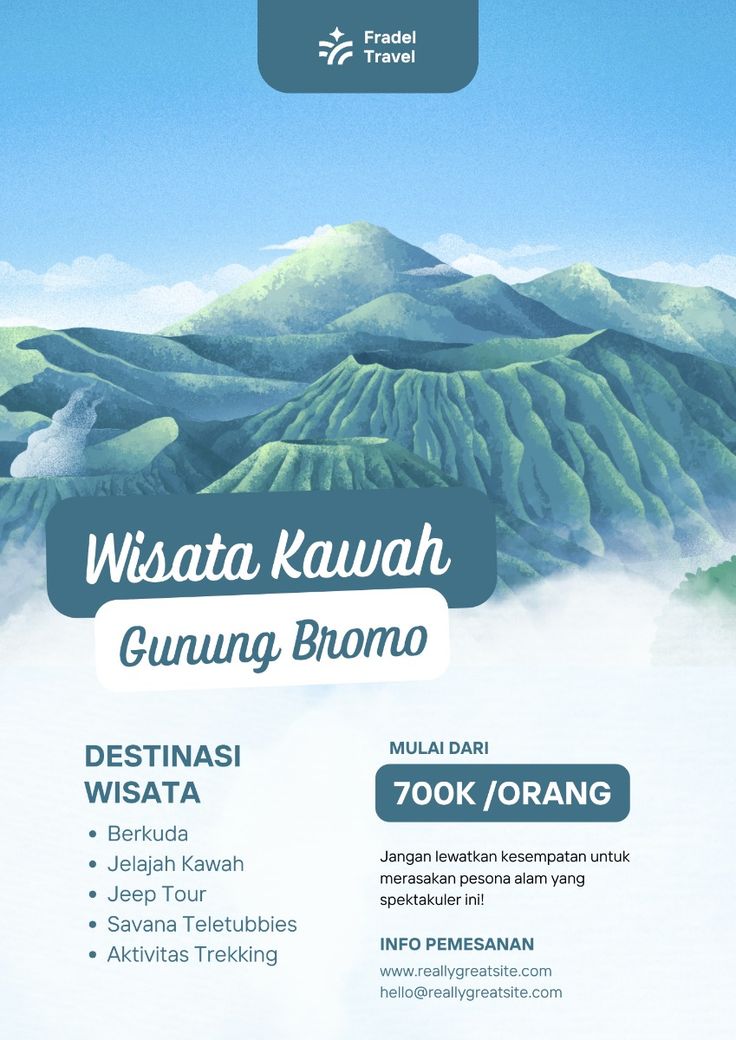 Fradel
Travel
Wisata Kawah
Gunung Bromo
DESTINASI
WISATA
• Berkuda
• Jelajah Kawah
• Jeep Tour
• Savana Teletubbies
• Aktivitas Trekking
MULAI DARI
700K /ORANG
Jangan lewatkan kesempatan untuk
merasakan pesona alam yang
spektakuler ini!
INFO PEMESANAN
www.reallygreatsite.com
hello@reallygreatsite.com